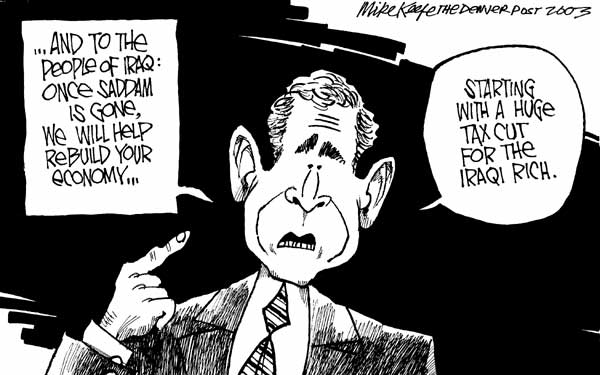 Mike Keefe THE DENVER POST 2003
...AND TO THE
PEOPLE OF IRAQ:
ONCE SADDAM
IS GONE,
WE WILL HELP
REBUILD YOUR
ECONOMY...
STARTING
WITH A HUGE
TAX CUT
FOR THE
IRAQI RICH.